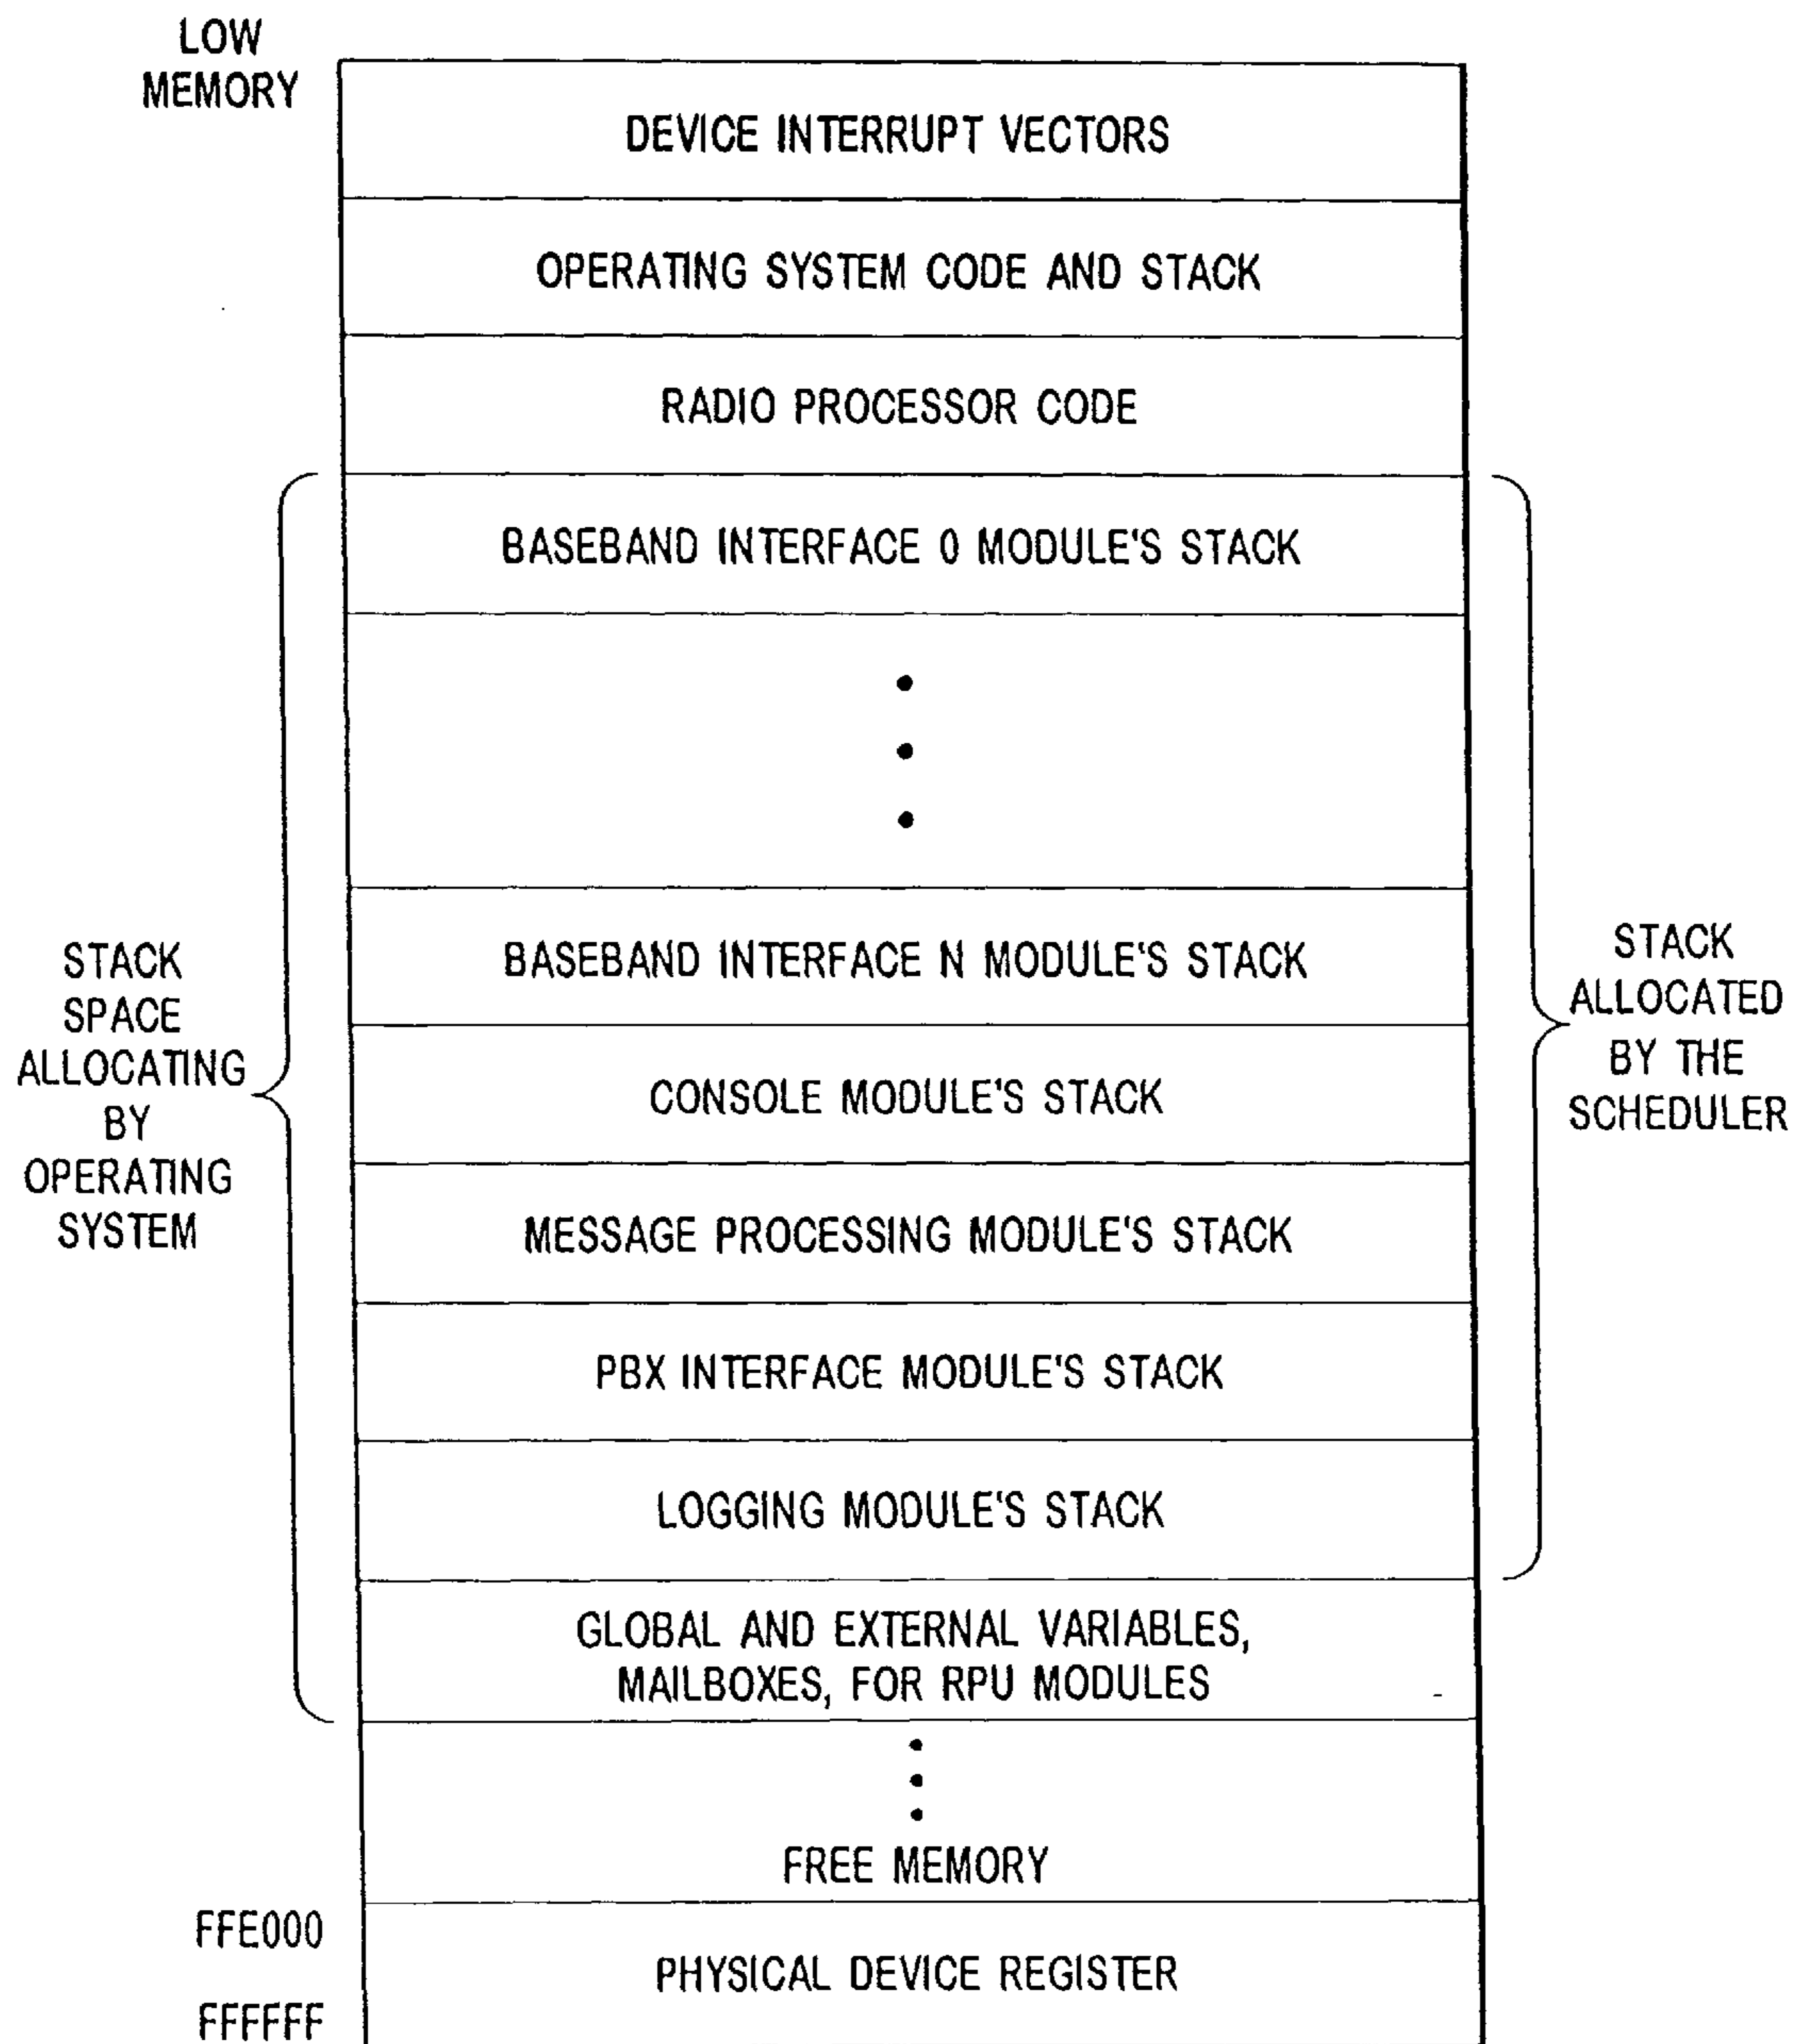 LOW
MEMORY
DEVICE INTERRUPT VECTORS
OPERATING SYSTEM CODE AND STACK
RADIO PROCESSOR CODE
BASEBAND INTERFACE 0 MODULE'S STACK
BASEBAND INTERFACE N MODULE'S STACK
CONSOLE MODULE'S STACK
MESSAGE PROCESSING MODULE'S STACK
PBX INTERFACE MODULE'S STACK
LOGGING MODULE'S STACK
GLOBAL AND EXTERNAL VARIABLES,
MAILBOXES, FOR RPU MODULES
FREE MEMORY
PHYSICAL DEVICE REGISTER
STACK
SPACE
ALLOCATING
BY
OPERATING
SYSTEM
STACK
ALLOCATED
BY THE
SCHEDULER
FFE000
FFFFFF